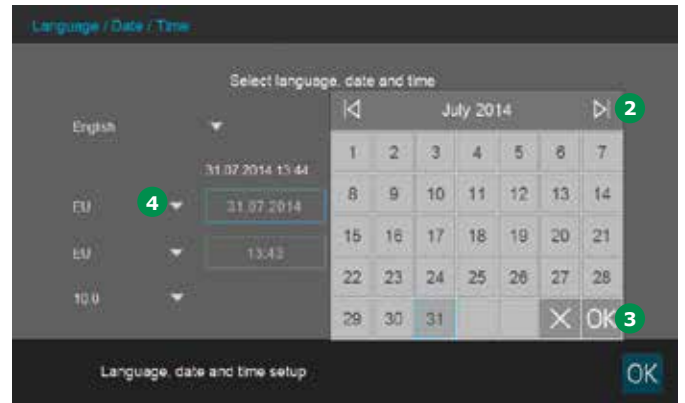 Language / Date / Time
Select language, date and time
English
July 2014
2
31.07.2014 13:44
1 2 3 4 5 6 7
EU
4
31.07.2014
8 9 10 11 12 13 14
EU
13:43
15 16 17 18 19 20 21
10.0
22 23 24 25 26 27 28
29 30 31 X OK
3
Language, date and time setup
OK